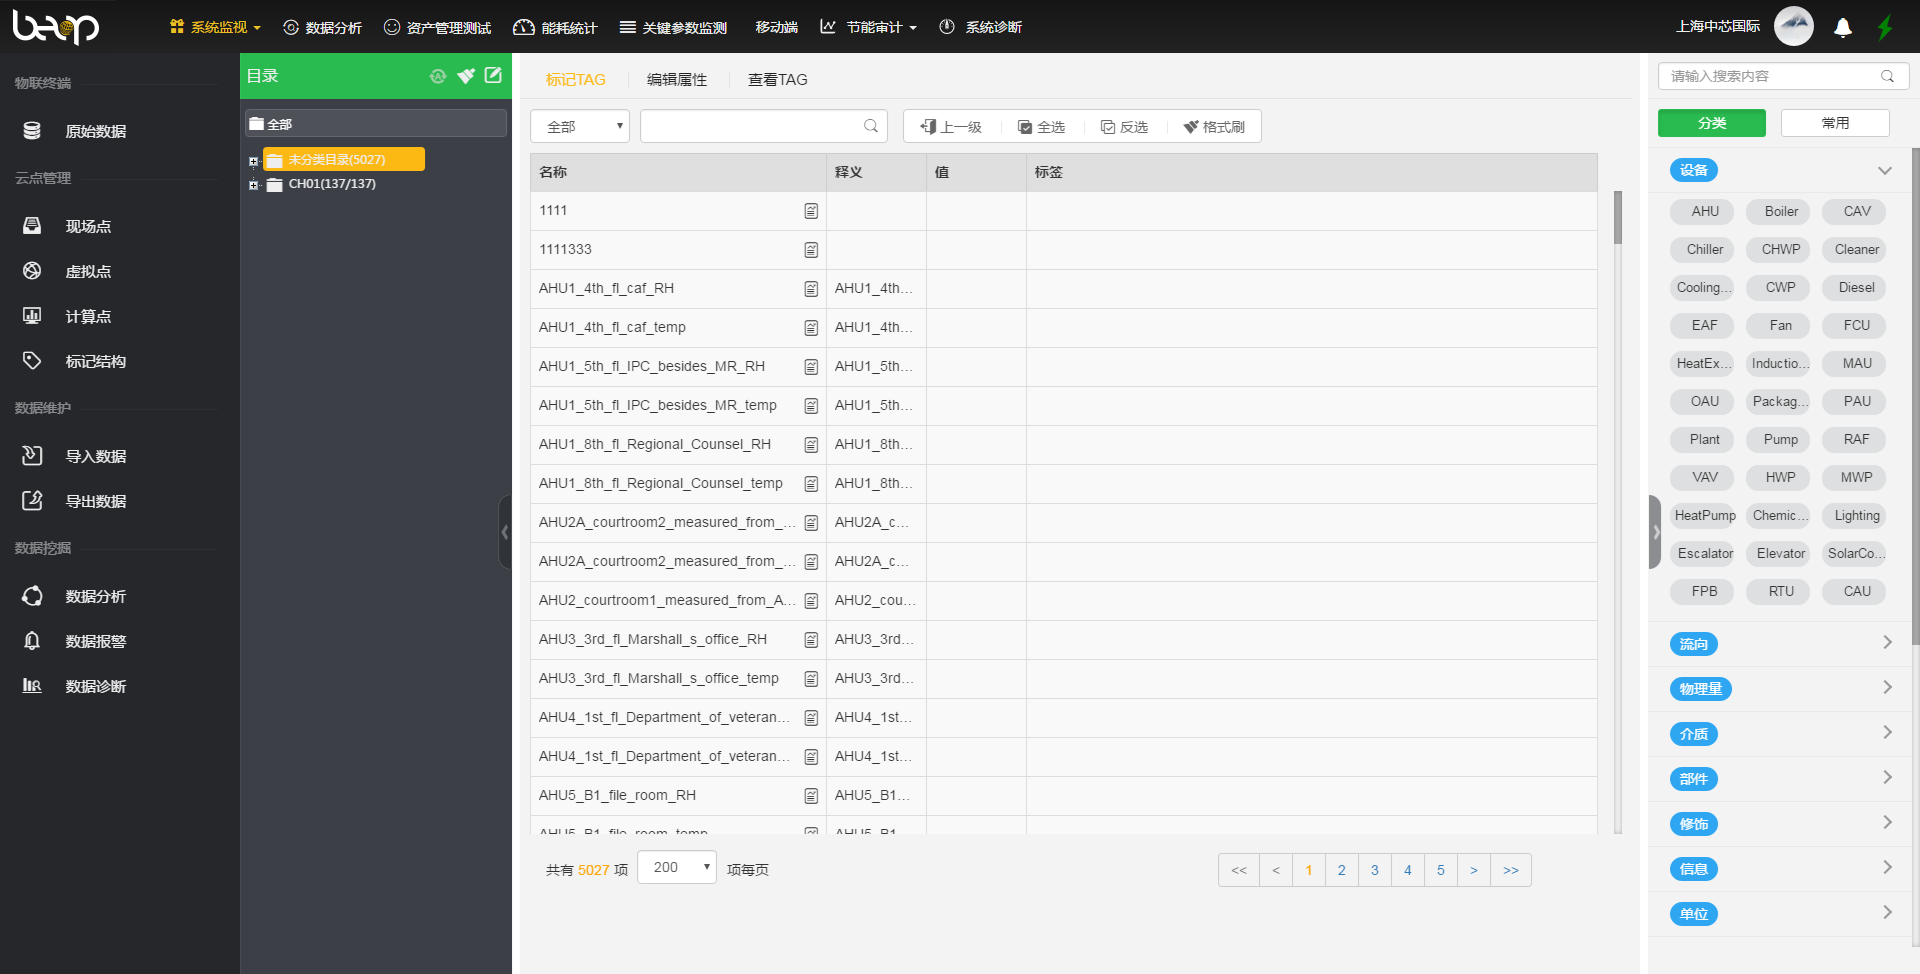 beop
系统监视
数据分析
资产管理测试
能耗统计
关键参数监测
移动端
节能审计
系统诊断
上海中芯国际
物联终端
原始数据
云点管理
现场点
虚拟点
计算点
标记结构
数据维护
导入数据
导出数据
数据挖掘
数据分析
数据报警
数据诊断
目录
全部
未分类目录(5027)
CH01(137/137)
标记TAG
编辑属性
查看TAG
全部
上一级
全选
反选
格式刷
名称 释义 值 标签
1111
1111333
AHU1_4th_fl_caf_RH AHU1_4th...
AHU1_4th_fl_caf_temp AHU1_4th...
AHU1_5th_fl_IPC_besides_MR_RH AHU1_5th...
AHU1_5th_fl_IPC_besides_MR_temp AHU1_5th...
AHU1_8th_fl_Regional_Counsel_RH AHU1_8th...
AHU1_8th_fl_Regional_Counsel_temp AHU1_8th...
AHU2A_courtroom2_measured_from_... AHU2A_c...
AHU2A_courtroom2_measured_from_... AHU2A_c...
AHU2_courtroom1_measured_from_A... AHU2_cou...
AHU3_3rd_fl_Marshall_s_office_RH AHU3_3rd...
AHU3_3rd_fl_Marshall_s_office_temp AHU3_3rd...
AHU4_1st_fl_Department_of_veteran... AHU4_1st...
AHU4_1st_fl_Department_of_veteran... AHU4_1st...
AHU5_B1_file_room_RH AHU5_B1...
AHU5_B1_file_room_temp AHU5_B1...
共有 5027 项 200 项每页
<< < 1 2 3 4 5 > >>
请输入搜索内容
分类 常用
设备
AHU Boiler CAV
Chiller CHWP Cleaner
Cooling... CWP Diesel
EAF Fan FCU
HeatEx... Inductio... MAU
OAU Packag... PAU
Plant Pump RAF
VAV HWP MWP
HeatPump Chemic... Lighting
Escalator Elevator SolarCo...
FPB RTU CAU
流向
物理量
介质
部件
修饰
信息
单位